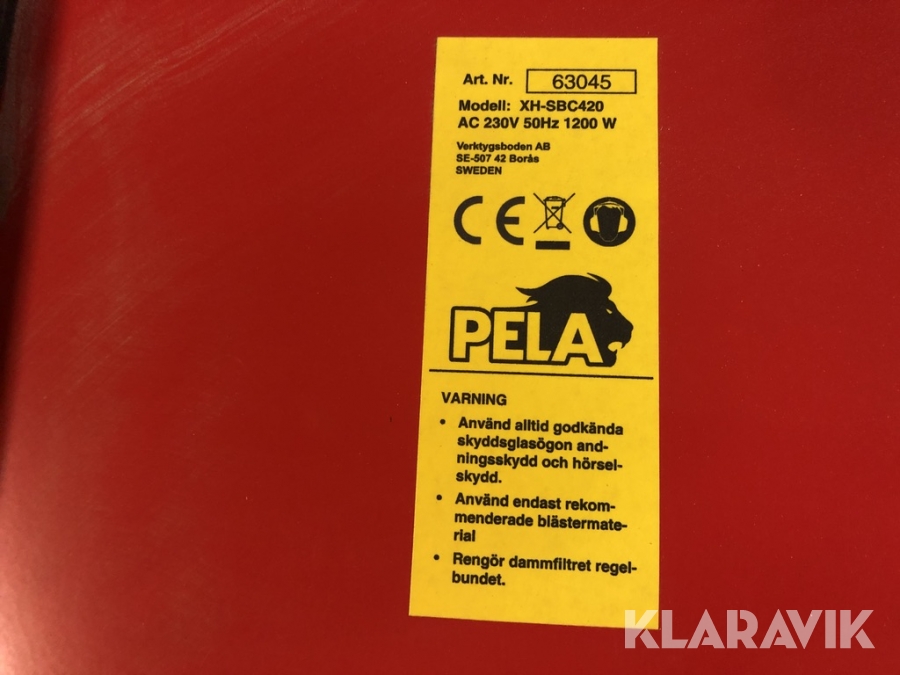 Art. Nr. 63045
Modell: XH-SBC420
AC 230V 50Hz 1200 W
Verktygsboden AB
SE-507 42 Borås
SWEDEN
CE
PELA
VARNING
• Använd alltid godkända
skyddsglasögon and-
ningsskydd och hörsel-
skydd.
• Använd endast rekom-
menderade blästermate-
rial
• Rengör dammfiltret regel-
bundet.
KLARAVIK